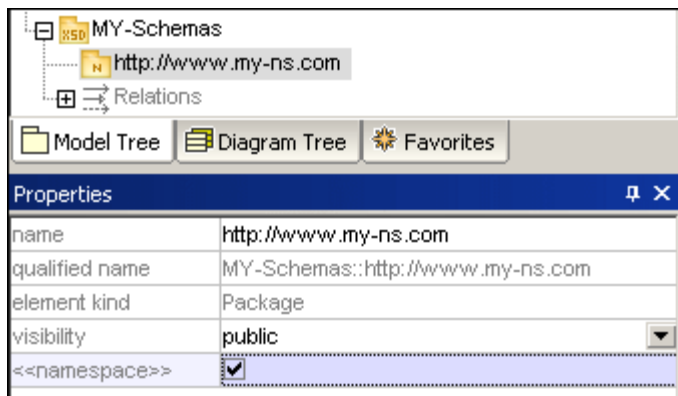 XSD MY-Schemas
N http://www.my-ns.com
Relations
Model Tree Diagram Tree Favorites
Properties
name http://www.my-ns.com
qualified name MY-Schemas::http://www.my-ns.com
element kind Package
visibility public
<<namespace>>